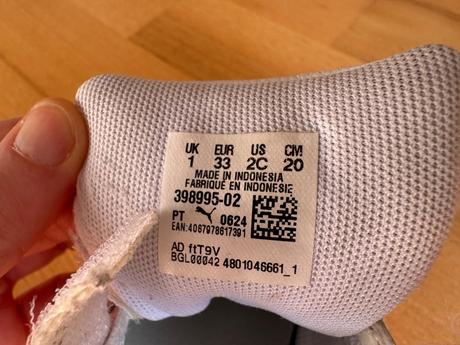 UK EUR US CM
1 33 2C 20
MADE IN INDONESIA
FABRIQUÉ EN INDONESIE
398995-02
PT 0624
EAN:4067978617391
AD ftT9V
BGL00042 4801046661_1